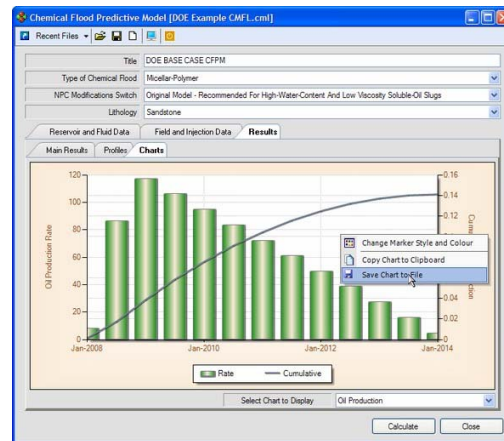 Chemical Flood Predictive Model [DOE Example CMFL.cml]
Recent Files
Title DOE BASE CASE CFPM
Type of Chemical Flood Micellar-Polymer
NPC Modifications Switch Original Model - Recommended For High-Water-Content And Low Viscosity Soluble-Oil Slugs
Lithology Sandstone
Reservoir and Fluid Data Field and Injection Data Results
Main Results Profiles Charts
120 0.16
100 0.14
80 0.12
60
40 0.04
20 0.02
0 0
Oil Production Rate
Change Marker Style and Colour
Copy Chart to Clipboard
Save Chart to File
Jan-2008 Jan-2010 Jan-2012 Jan-2014
Rate Cumulative
Select Chart to Display Oil Production
Calculate Close